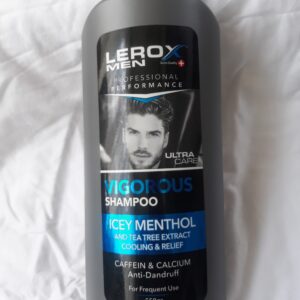 LEROX
MEN
PROFESSIONAL
PERFORMANCE
ULTRA
CARE
VIGOROUS
SHAMPOO
ICEY MENTHOL
AND TEA TREE EXTRACT
COOLING & RELIEF
CAFFEIN & CALCIUM
Anti-Dandruff
For Frequent Use